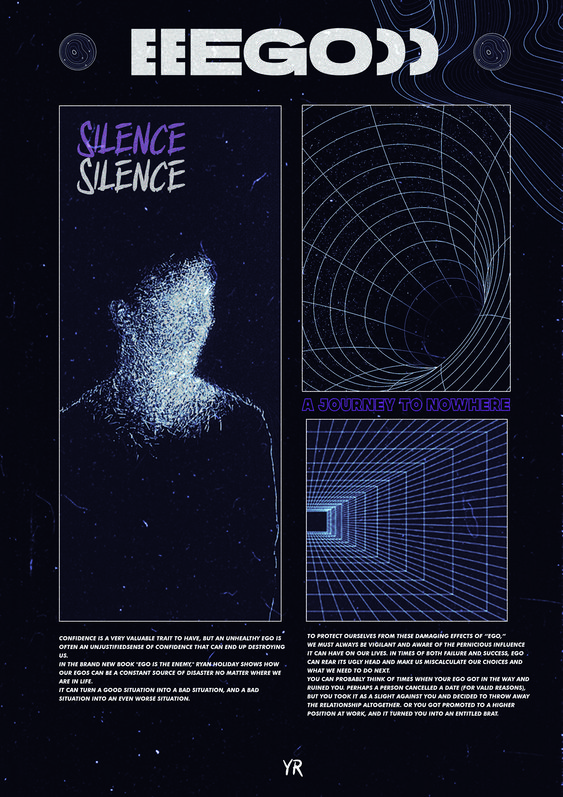 EEEGO))
SILENCE
SILENCE
A JOURNEY TO NOWHERE
CONFIDENCE IS A VERY VALUABLE TRAIT TO HAVE, BUT AN UNHEALTHY EGO IS
OFTEN AN UNJUSTIFIEDSENSE OF CONFIDENCE THAT CAN END UP DESTROYING
US.
IN THE BRAND NEW BOOK "EGO IS THE ENEMY," RYAN HOLIDAY SHOWS HOW
OUR EGOS CAN BE A CONSTANT SOURCE OF DISASTER NO MATTER WHERE WE
ARE IN LIFE.
IT CAN TURN A GOOD SITUATION INTO A BAD SITUATION, AND A BAD
SITUATION INTO AN EVEN WORSE SITUATION.
TO PROTECT OURSELVES FROM THESE DAMAGING EFFECTS OF "EGO,"
WE MUST ALWAYS BE VIGILANT AND AWARE OF THE PERNICIOUS INFLUENCE
IT CAN HAVE ON OUR LIVES. IN TIMES OF BOTH FAILURE AND SUCCESS, EGO
CAN REAR ITS UGLY HEAD AND MAKE US MISCALCULATE OUR CHOICES AND
WHAT WE NEED TO DO NEXT.
YOU CAN PROBABLY THINK OF TIMES WHEN YOUR EGO GOT IN THE WAY AND
RUINED YOU. PERHAPS A PERSON CANCELLED A DATE (FOR VALID REASONS),
BUT YOU TOOK IT AS A SLIGHT AGAINST YOU AND DECIDED TO THROW AWAY
THE RELATIONSHIP ALTOGETHER. OR YOU GOT PROMOTED TO A HIGHER
POSITION AT WORK, AND IT TURNED YOU INTO AN ENTITLED BRAT.
YR